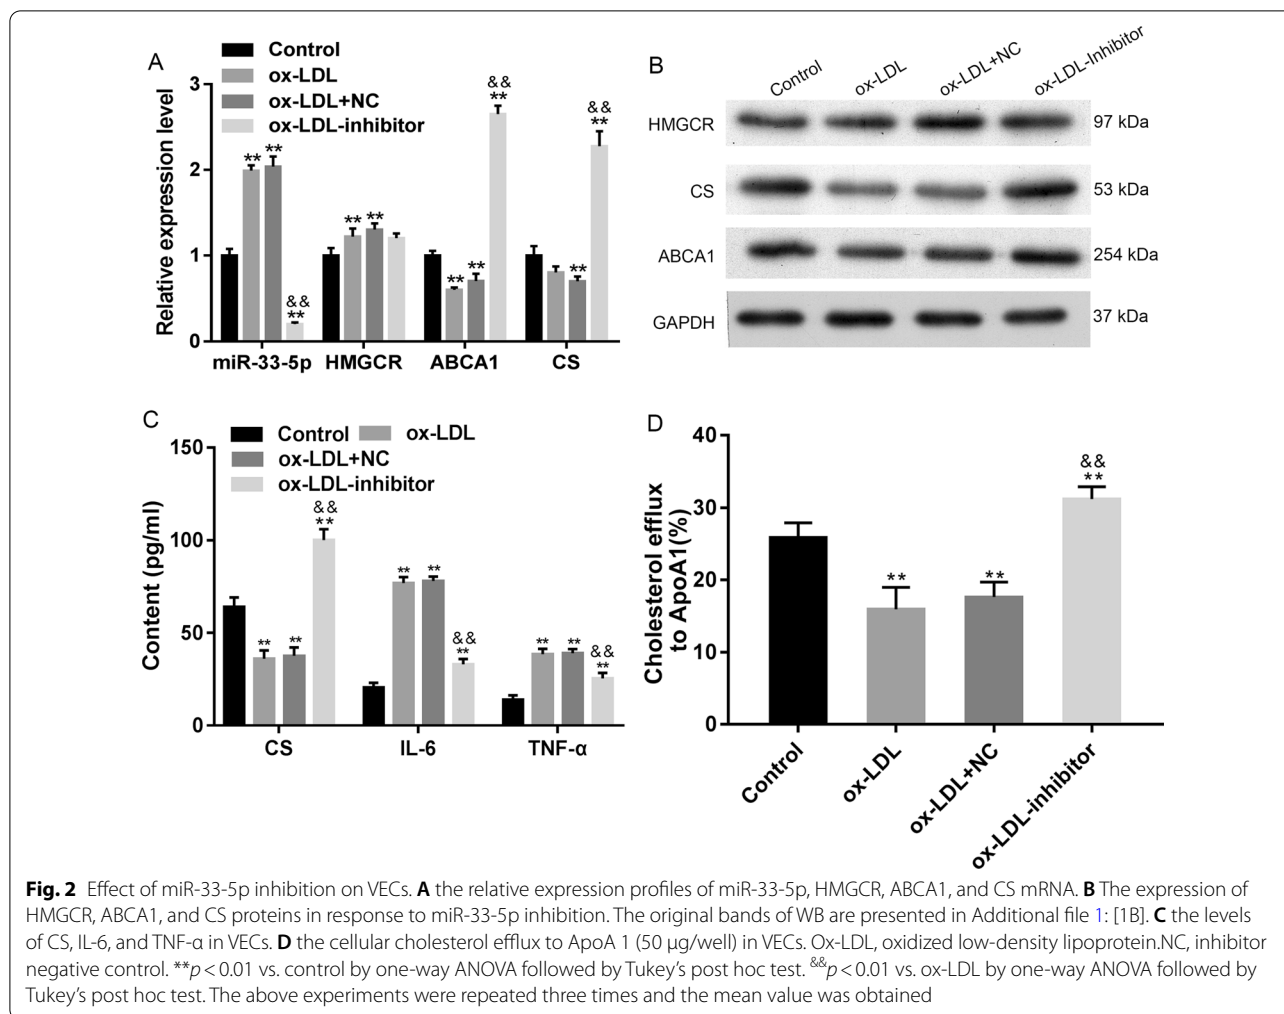 A
Control
ox-LDL
ox-LDL+NC
ox-LDL-inhibitor
Relative expression level
3
2
1
0
** **
&&
**
** **
** **
&&
**
**
&&
**
miR-33-5p HMGCR ABCA1 CS
B
Control ox-LDL ox-LDL+NC ox-LDL-Inhibitor
HMGCR 97 kDa
CS 53 kDa
ABCA1 254 kDa
GAPDH 37 kDa
C
Control ox-LDL
ox-LDL+NC
ox-LDL-inhibitor
Content (pg/ml)
150
100
50
0
** **
&&
**
** **
&&
**
** **
&&
**
CS IL-6 TNF-α
D
Cholesterol efflux
to ApoA1(%)
40
30
20
10
0
**
**
&&
**
Control ox-LDL ox-LDL+NC ox-LDL-inhibitor
Fig. 2 Effect of miR-33-5p inhibition on VECs. A the relative expression profiles of miR-33-5p, HMGCR, ABCA1, and CS mRNA. B The expression of
HMGCR, ABCA1, and CS proteins in response to miR-33-5p inhibition. The original bands of WB are presented in Additional file 1: [1B]. C the levels
of CS, IL-6, and TNF-α in VECs. D the cellular cholesterol efflux to ApoA 1 (50 μg/well) in VECs. Ox-LDL, oxidized low-density lipoprotein.NC, inhibitor
negative control. **p < 0.01 vs. control by one-way ANOVA followed by Tukey's post hoc test. &&p < 0.01 vs. ox-LDL by one-way ANOVA followed by
Tukey's post hoc test. The above experiments were repeated three times and the mean value was obtained